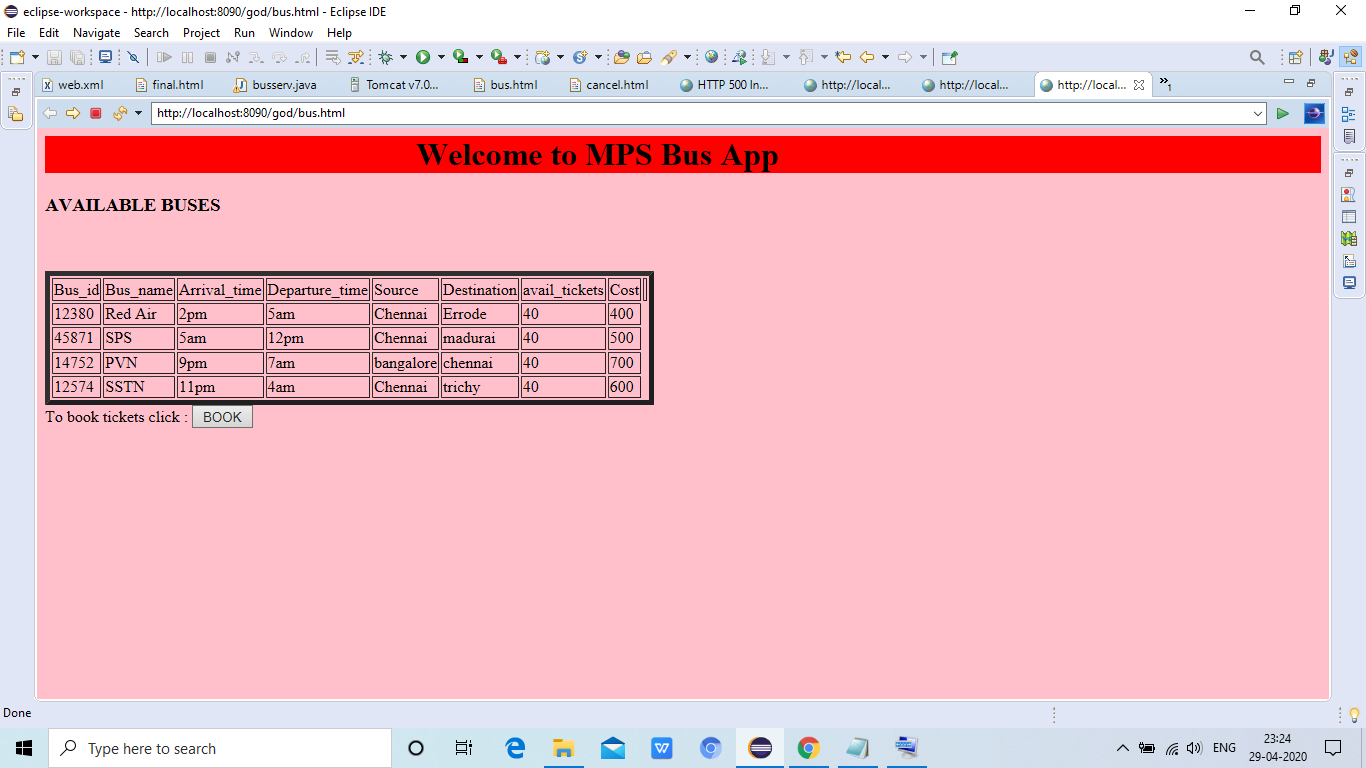 eclipse-workspace - http://localhost:8090/god/bus.html - Eclipse IDE
File Edit Navigate Search Project Run Window Help
web.xml final.html busserv.java Tomcat v7.0... bus.html cancel.html HTTP 500 In... http://local... http://local... http://local... »1
http://localhost:8090/god/bus.html
Welcome to MPS Bus App
AVAILABLE BUSES
Bus_id Bus_name Arrival_time Departure_time Source Destination avail_tickets Cost
12380 Red Air 2pm 5am Chennai Errode 40 400
45871 SPS 5am 12pm Chennai madurai 40 500
14752 PVN 9pm 7am bangalore chennai 40 700
12574 SSTN 11pm 4am Chennai trichy 40 600
To book tickets click : BOOK
Done
Type here to search
ENG
23:24
29-04-2020